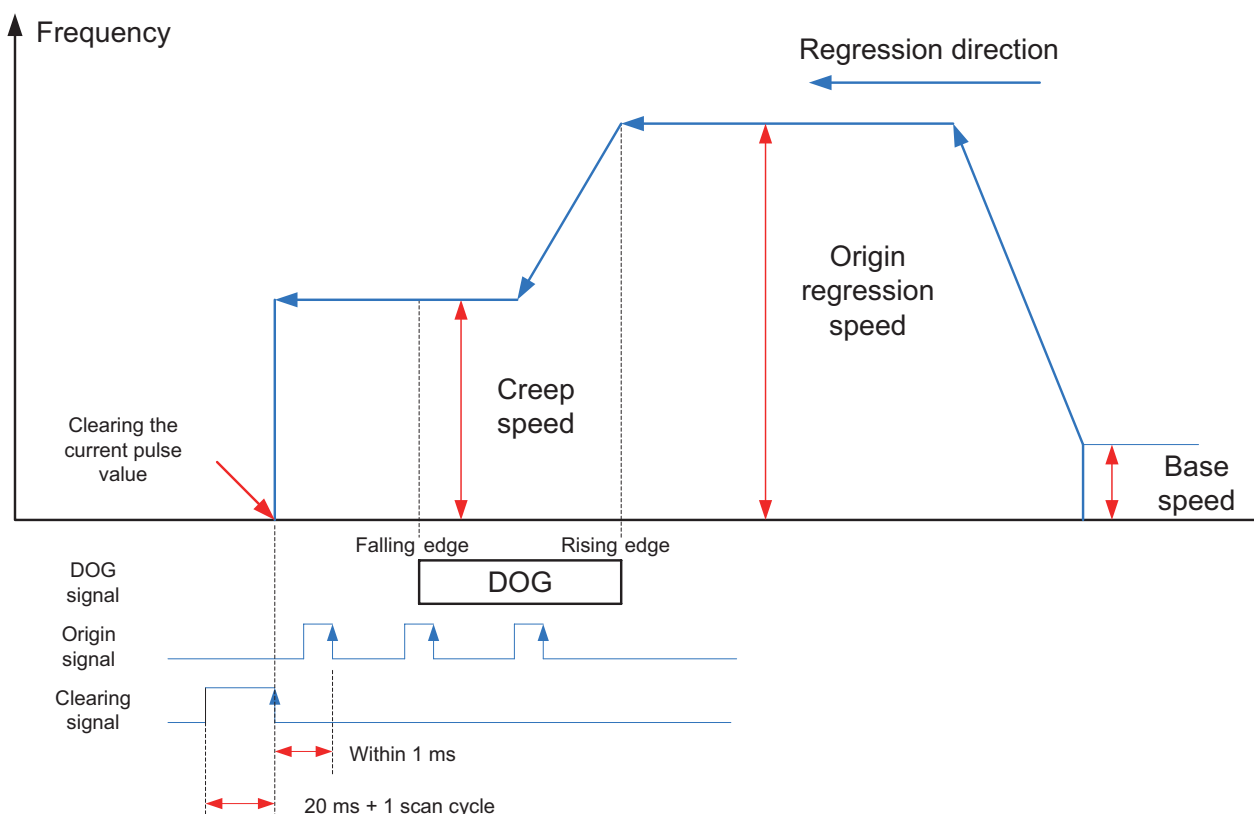 Frequency
Regression direction
Origin
regression
speed
Creep
speed
Clearing the
current pulse
value
Base
speed
Falling edge
Rising edge
DOG
signal
DOG
Origin
signal
Clearing
signal
Within 1 ms
20 ms + 1 scan cycle